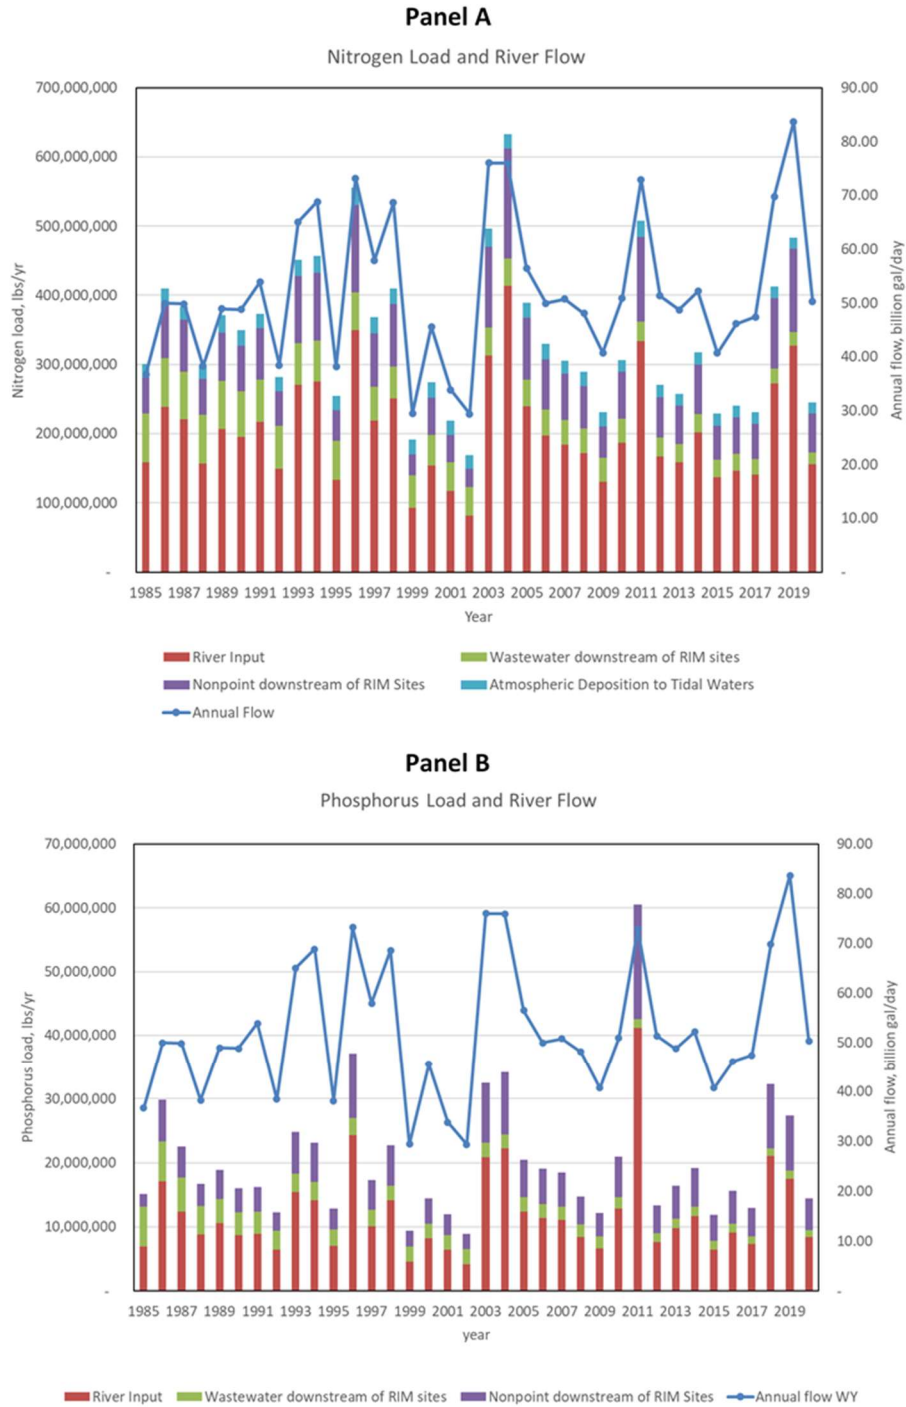 Panel A
Nitrogen Load and River Flow
700,000,000
600,000,000
500,000,000
400,000,000
300,000,000
200,000,000
100,000,000
-
Nitrogen load, lbs/yr
90.00
80.00
70.00
60.00
50.00
40.00
30.00
20.00
10.00
-
Annual flow, billion gal/day
1985 1987 1989 1991 1993 1995 1997 1999 2001 2003 2005 2007 2009 2011 2013 2015 2017 2019
Year
River Input Wastewater downstream of RIM sites
Nonpoint downstream of RIM Sites Atmospheric Deposition to Tidal Waters
Annual Flow
Panel B
Phosphorus Load and River Flow
70,000,000
60,000,000
50,000,000
40,000,000
30,000,000
20,000,000
10,000,000
-
Phosphorus load, lbs/yr
90.00
80.00
70.00
60.00
50.00
40.00
30.00
20.00
10.00
-
Annual flow, billion gal/day
1985 1987 1989 1991 1993 1995 1997 1999 2001 2003 2005 2007 2009 2011 2013 2015 2017 2019
year
River Input Wastewater downstream of RIM sites Nonpoint downstream of RIM Sites Annual flow WY